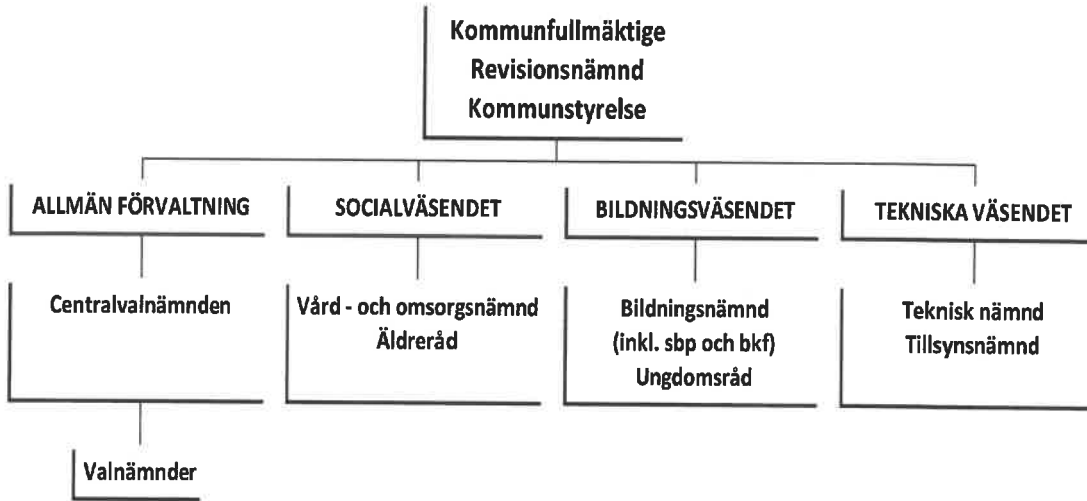 Kommunfullmäktige
Revisionsnämnd
Kommunstyrelse
ALLMÄN FÖRVALTNING
SOCIALVÄSENDET
BILDNINGSVÄSENDET
TEKNISKA VÄSENDET
Centralvalnämnden
Vård - och omsorgsnämnd
Äldreråd
Bildningsnämnd
(inkl. sbp och bkf)
Ungdomsråd
Teknisk nämnd
Tillsynsnämnd
Valnämnder